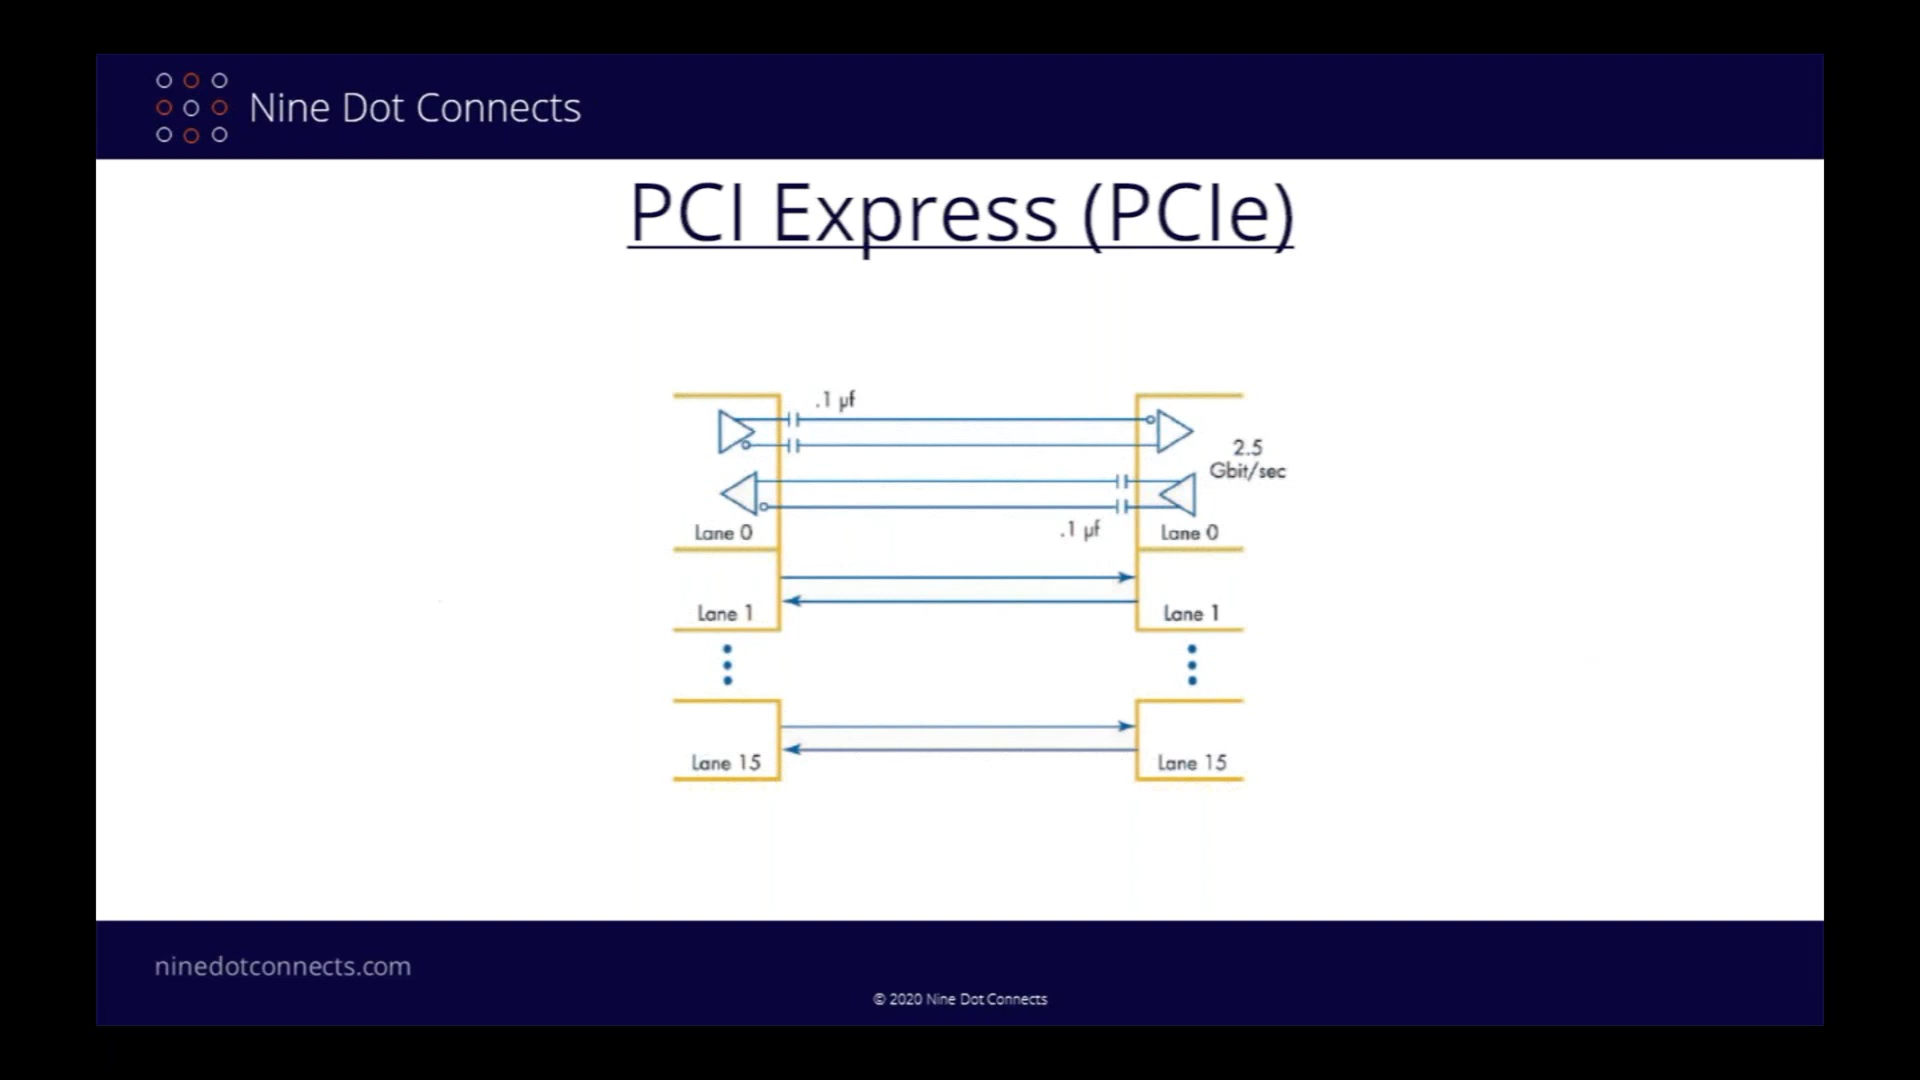 Nine Dot Connects
PCI Express (PCIe)
.1 µf
2.5
Gbit/sec
Lane 0
.1 µf
Lane 0
Lane 1
Lane 1
Lane 15
Lane 15
ninedotconnects.com
© 2020 Nine Dot Connects